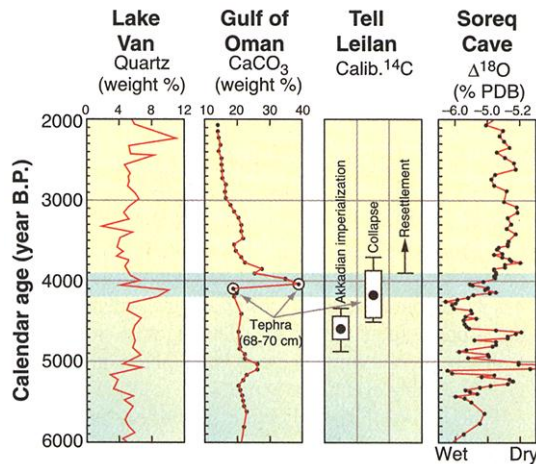 Lake
Van
Quartz
(weight %)
Gulf of
Oman
CaCO₃
(weight %)
Tell
Leilan
Calib.¹⁴C
Soreq
Cave
Δ¹⁸O
(% PDB)
0 4 8 12
10 20 30 40
−6.0 −5.0 −5.2
Calendar age (year B.P.)
2000
3000
4000
5000
6000
Tephra
(68-70 cm)
Akkadian imperialization
Collapse
Resettlement
Wet Dry